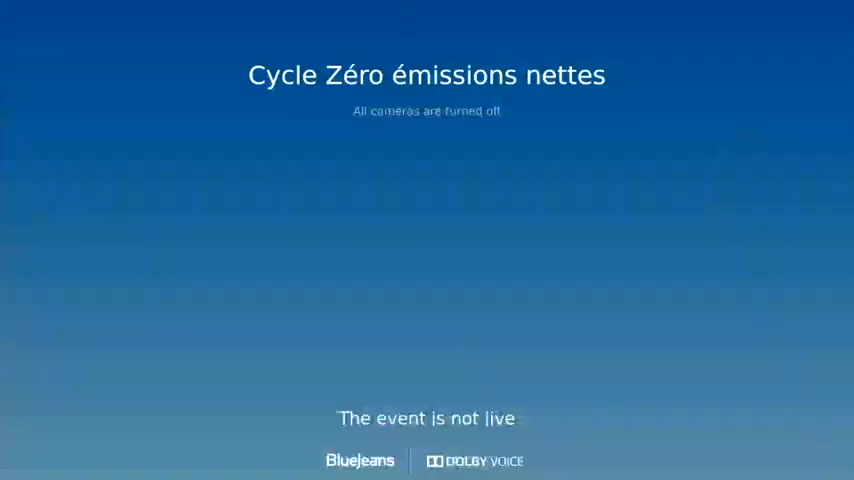 Cycle Zéro émissions nettes
All cameras are turned off
The event is not live
BlueJeans DOLBY VOICE